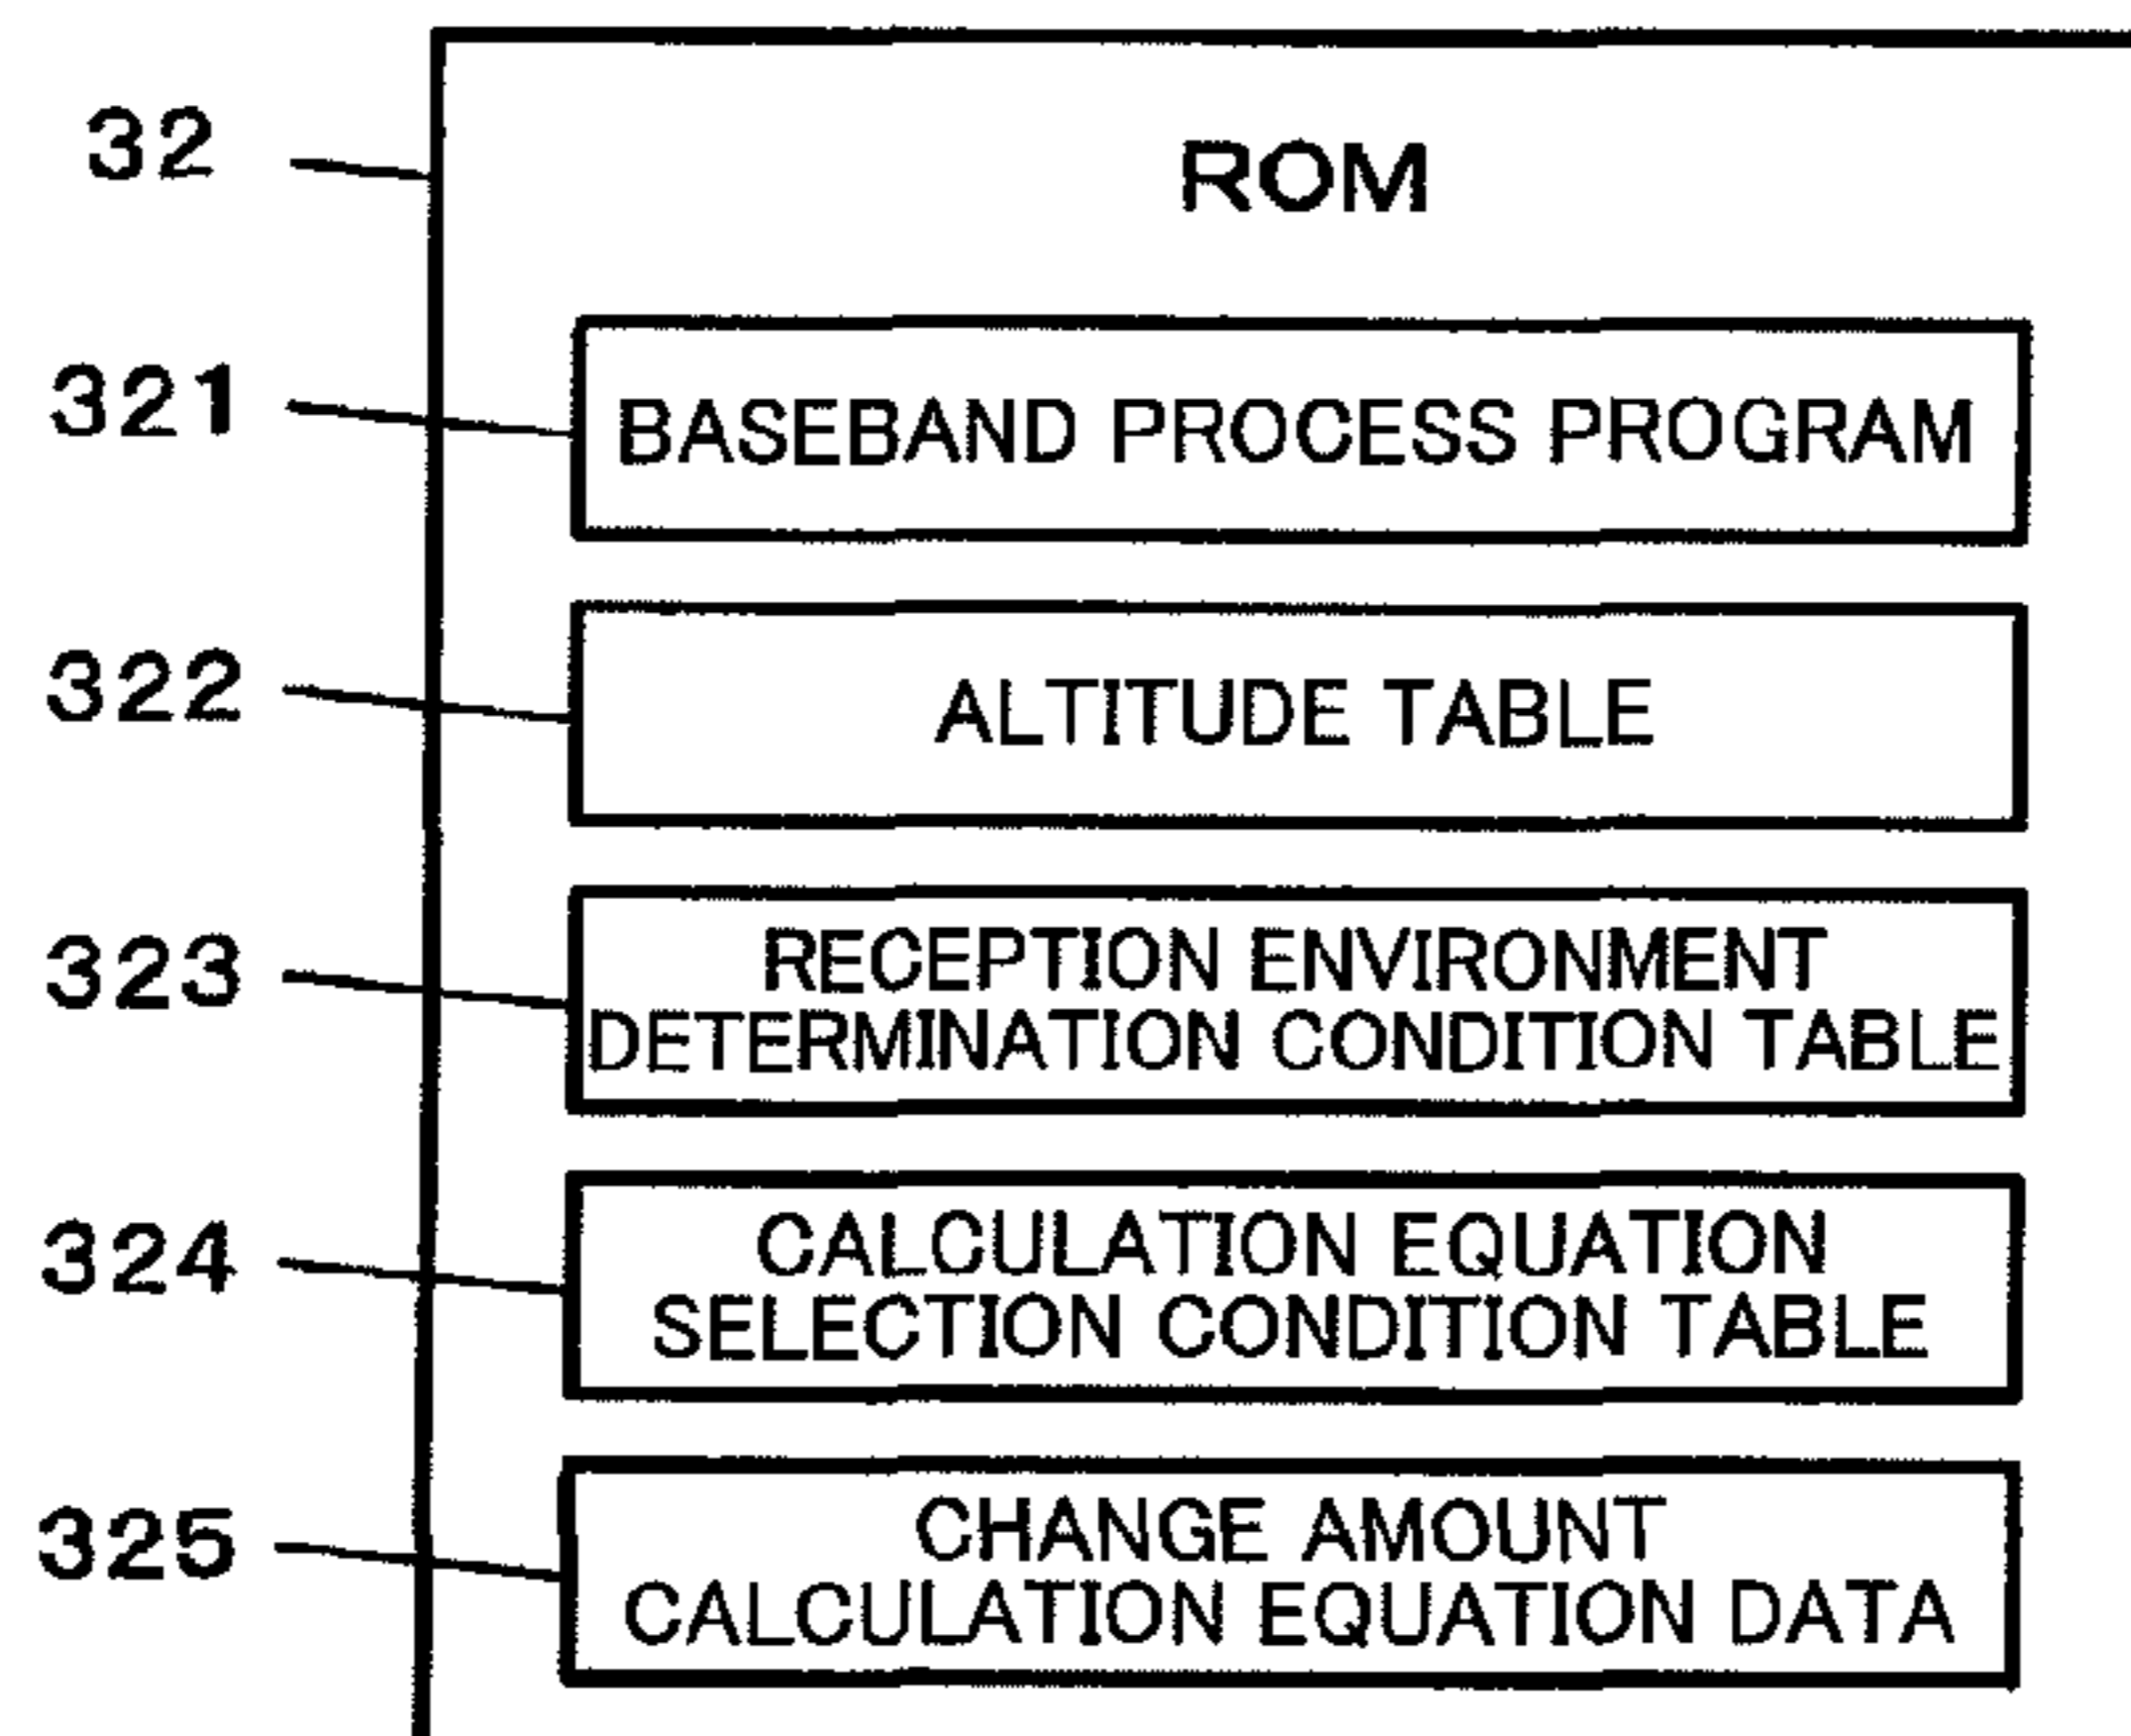 32
ROM
321
BASEBAND PROCESS PROGRAM
322
ALTITUDE TABLE
323
RECEPTION ENVIRONMENT
DETERMINATION CONDITION TABLE
324
CALCULATION EQUATION
SELECTION CONDITION TABLE
325
CHANGE AMOUNT
CALCULATION EQUATION DATA